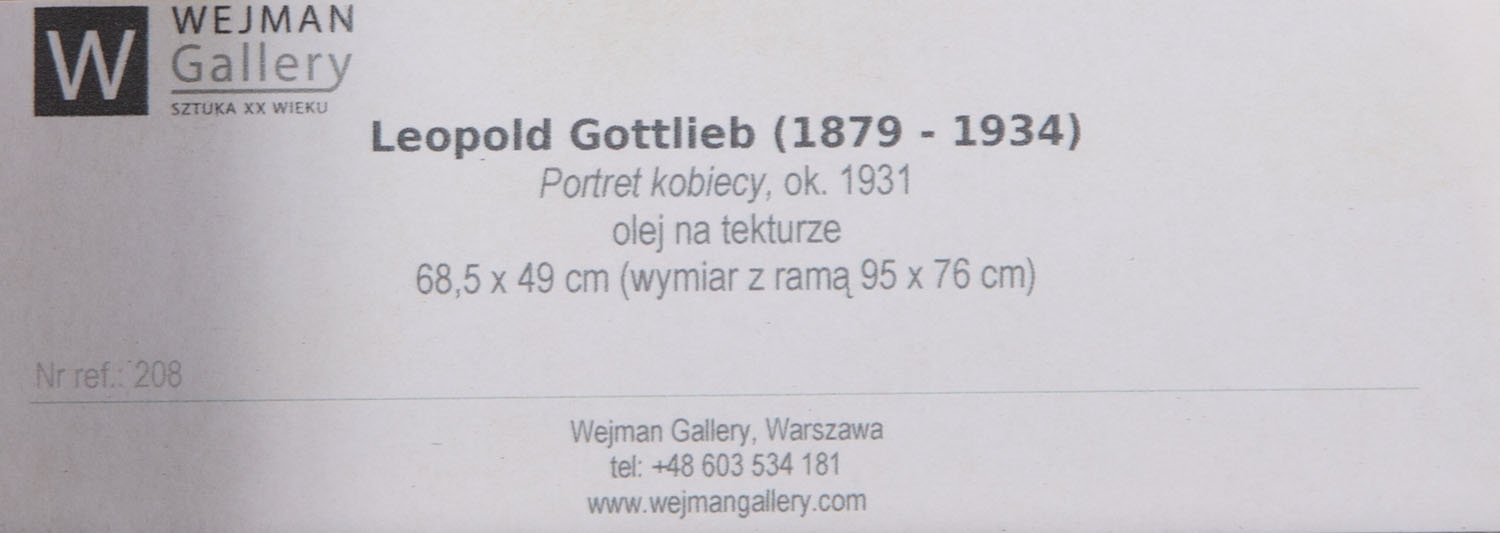 W
WEJMAN
Gallery
SZTUKA XX WIEKU
Leopold Gottlieb (1879 - 1934)
Portret kobiecy, ok. 1931
olej na tekturze
68,5 x 49 cm (wymiar z ramą 95 x 76 cm)
Nr ref.: 208
Wejman Gallery, Warszawa
tel: +48 603 534 181
www.wejmangallery.com